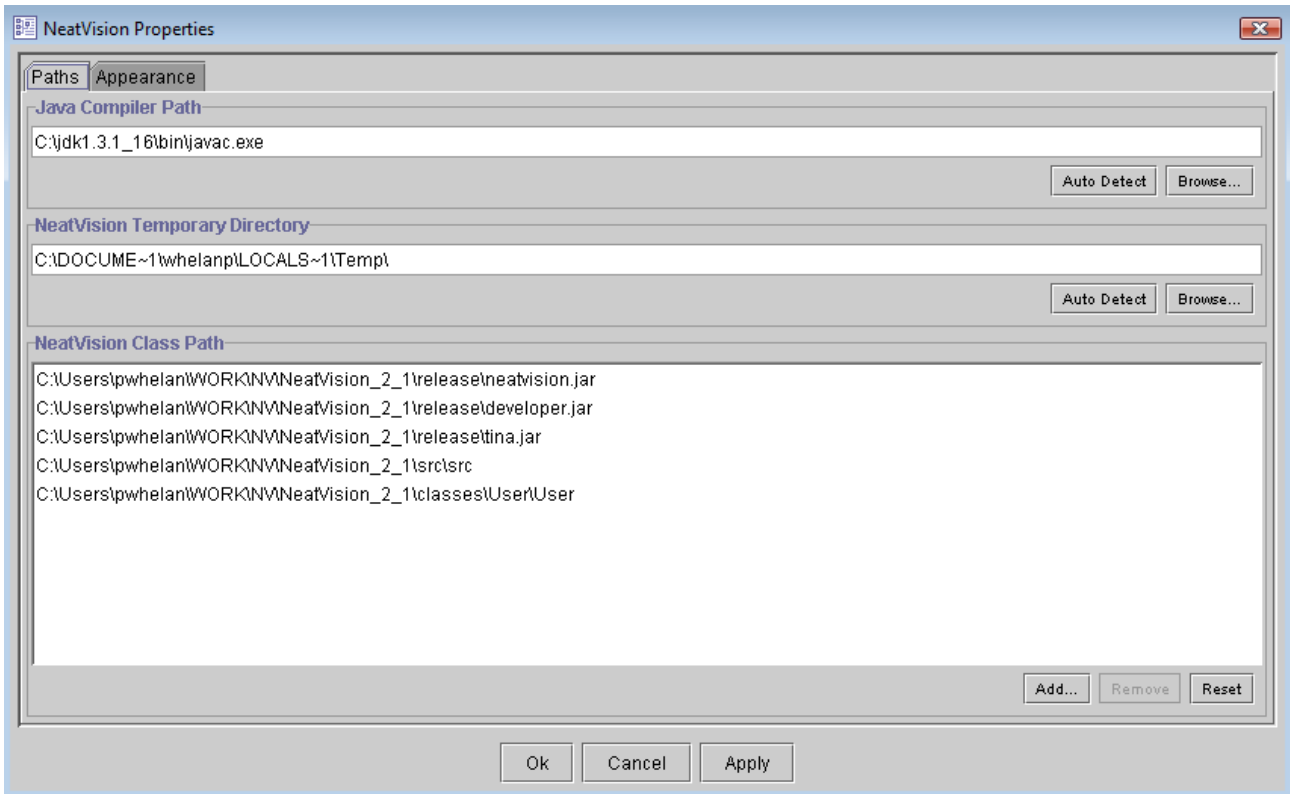 NeatVision Properties
Paths Appearance
Java Compiler Path
C:\jdk1.3.1_16\bin\javac.exe
Auto Detect Browse...
NeatVision Temporary Directory
C:\DOCUME~1\whelanp\LOCALS~1\Temp\
Auto Detect Browse...
NeatVision Class Path
C:\Users\pwhelan\WORK\NV\NeatVision_2_1\release\neatvision.jar
C:\Users\pwhelan\WORK\NV\NeatVision_2_1\release\developer.jar
C:\Users\pwhelan\WORK\NV\NeatVision_2_1\release\tina.jar
C:\Users\pwhelan\WORK\NV\NeatVision_2_1\src\src
C:\Users\pwhelan\WORK\NV\NeatVision_2_1\classes\User\User
Add... Remove Reset
Ok Cancel Apply